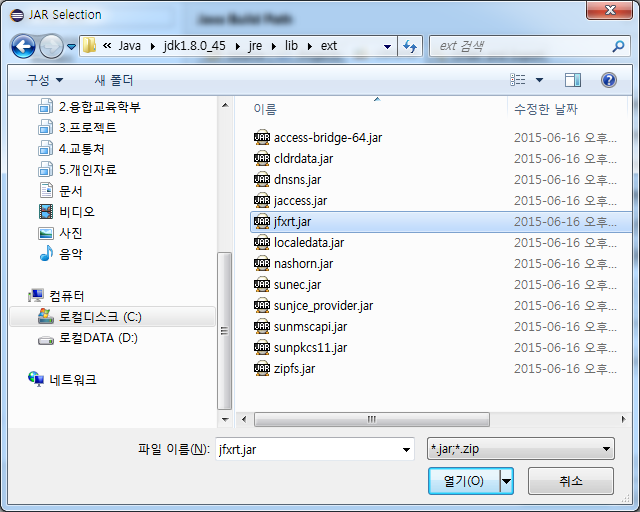 JAR Selection
Java Build Path
« Java ▸ jdk1.8.0_45 ▸ jre ▸ lib ▸ ext
ext 검색
구성 새 폴더
2.융합교육학부
3.프로젝트
4.교통처
5.개인자료
문서
비디오
사진
음악
컴퓨터
로컬디스크 (C:)
로컬DATA (D:)
네트워크
이름 수정한 날짜
access-bridge-64.jar 2015-06-16 오후...
cldrdata.jar 2015-06-16 오후...
dnsns.jar 2015-06-16 오후...
jaccess.jar 2015-06-16 오후...
jfxrt.jar 2015-06-16 오후...
localedata.jar 2015-06-16 오후...
nashorn.jar 2015-06-16 오후...
sunec.jar 2015-06-16 오후...
sunjce_provider.jar 2015-06-16 오후...
sunmscapi.jar 2015-06-16 오후...
sunpkcs11.jar 2015-06-16 오후...
zipfs.jar 2015-06-16 오후...
파일 이름(N): jfxrt.jar *.jar;*.zip
열기(O) 취소